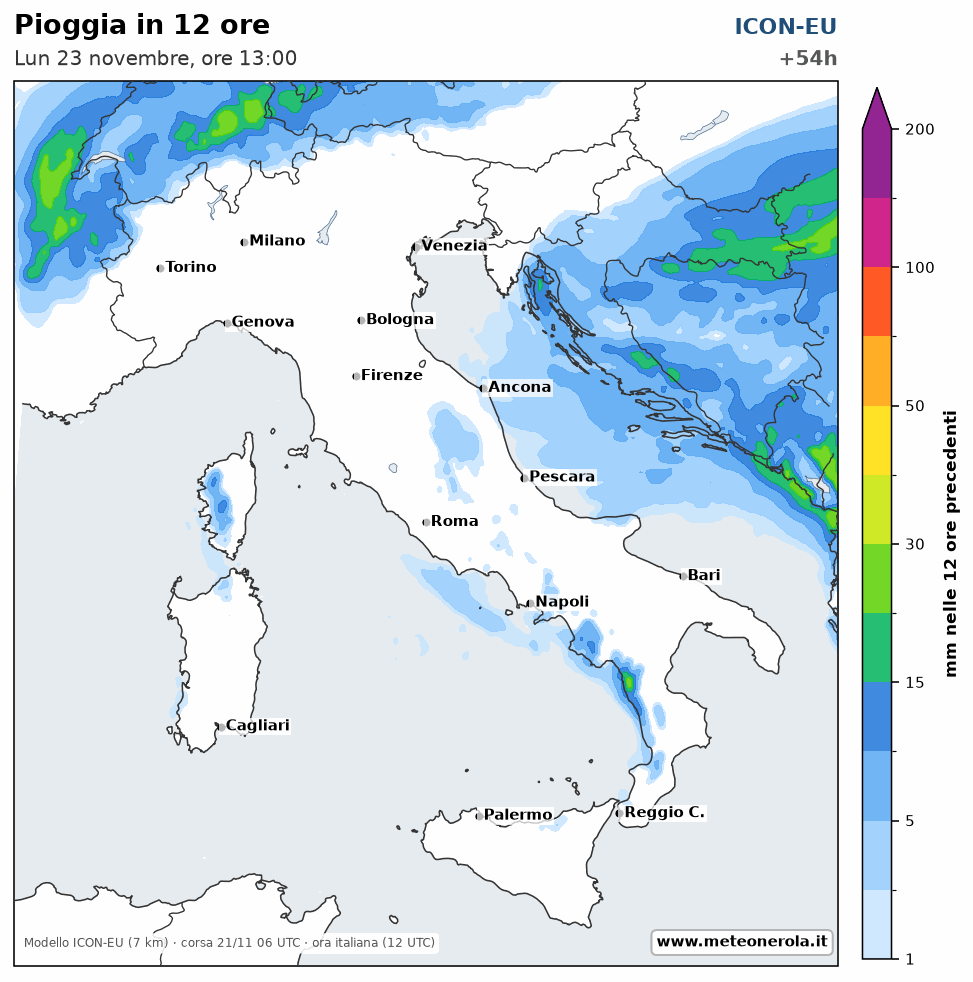 Pioggia in 12 ore
ICON-EU
Lun 23 novembre, ore 13:00
+54h
200
100
50
30
15
5
1
mm nelle 12 ore precedenti
Milano
Venezia
Torino
Genova
Bologna
Firenze
Ancona
Pescara
Roma
Bari
Napoli
Cagliari
Palermo
Reggio C.
Modello ICON-EU (7 km) · corsa 21/11 06 UTC · ora italiana (12 UTC)
www.meteonerola.it